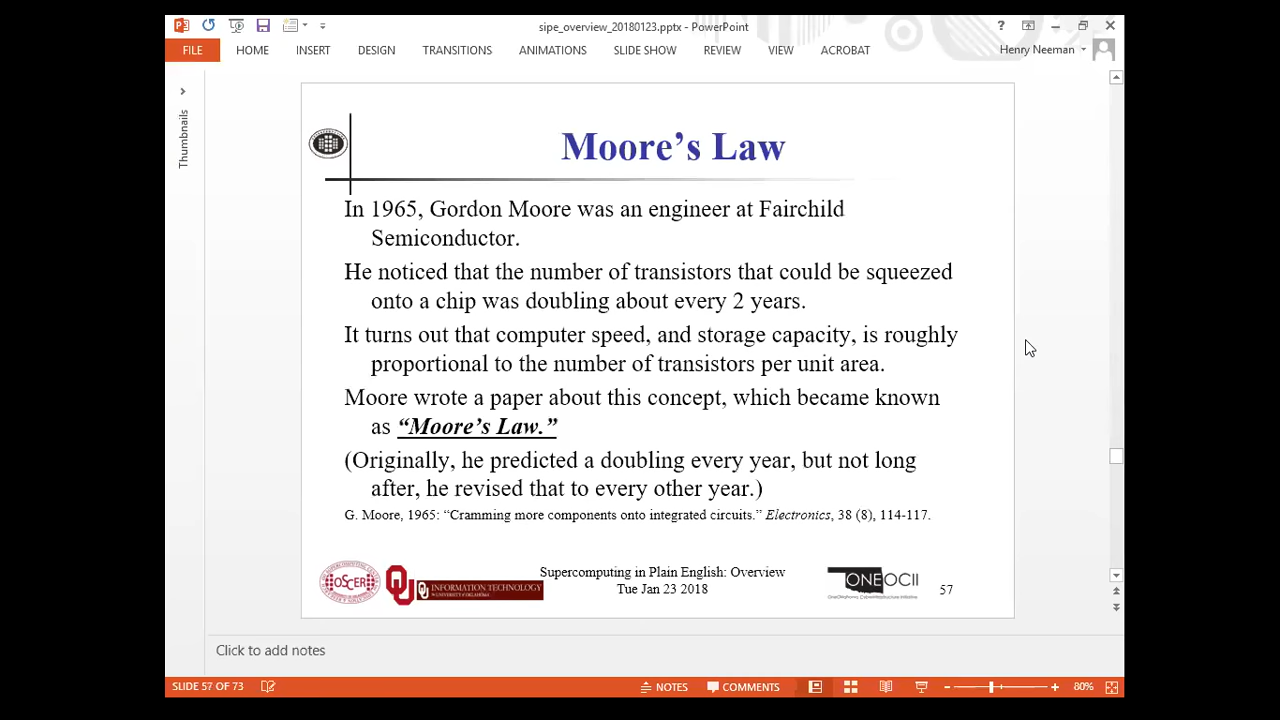 sipe_overview_20180123.pptx - PowerPoint
?
FILE HOME INSERT DESIGN TRANSITIONS ANIMATIONS SLIDE SHOW REVIEW VIEW ACROBAT Henry Neeman
Thumbnails
Moore's Law
In 1965, Gordon Moore was an engineer at Fairchild
Semiconductor.
He noticed that the number of transistors that could be squeezed
onto a chip was doubling about every 2 years.
It turns out that computer speed, and storage capacity, is roughly
proportional to the number of transistors per unit area.
Moore wrote a paper about this concept, which became known
as “Moore’s Law.”
(Originally, he predicted a doubling every year, but not long
after, he revised that to every other year.)
G. Moore, 1965: “Cramming more components onto integrated circuits.” Electronics, 38 (8), 114-117.
OSCER
INFORMATION TECHNOLOGY
Supercomputing in Plain English: Overview
Tue Jan 23 2018
ONEOCII
57
Click to add notes
SLIDE 57 OF 73 NOTES COMMENTS 80%